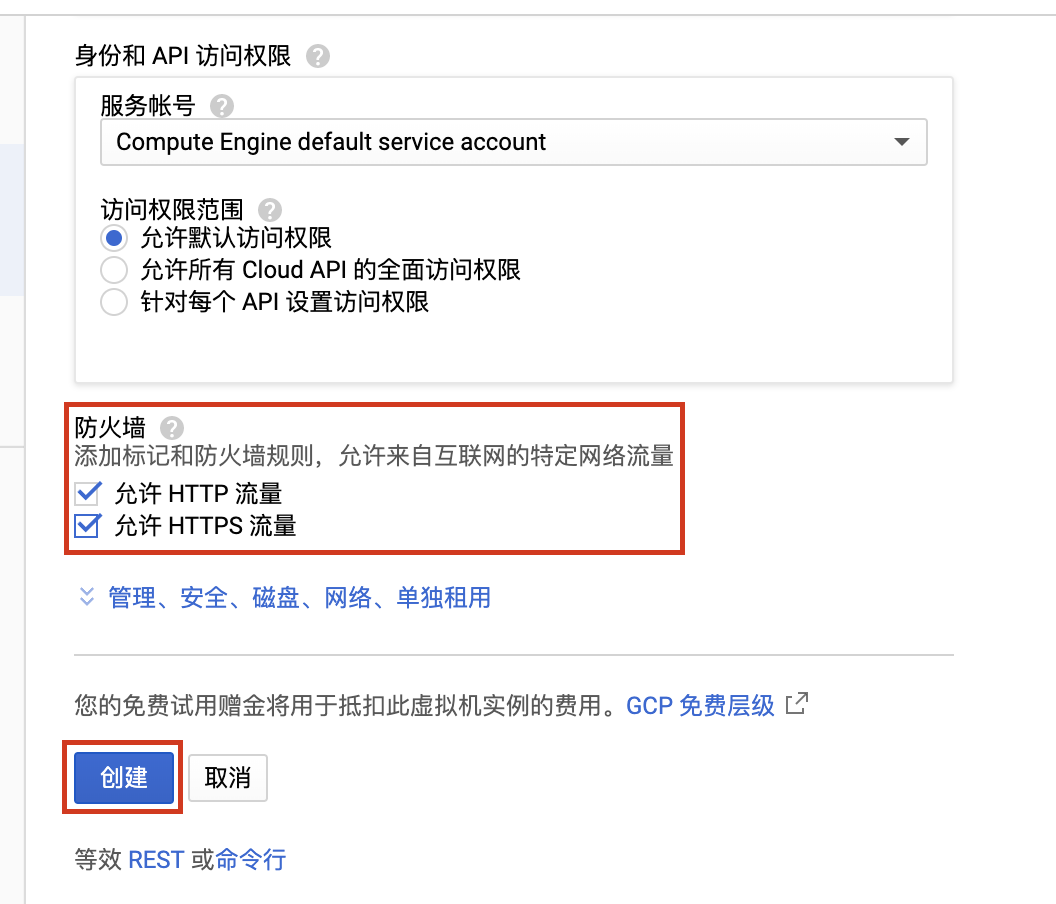 身份和 API 访问权限 ?
服务帐号 ?
Compute Engine default service account
访问权限范围 ?
允许默认访问权限
允许所有 Cloud API 的全面访问权限
针对每个 API 设置访问权限
防火墙 ?
添加标记和防火墙规则，允许来自互联网的特定网络流量
允许 HTTP 流量
允许 HTTPS 流量
管理、安全、磁盘、网络、单独租用
您的免费试用赠金将用于抵扣此虚拟机实例的费用。GCP 免费层级
创建 取消
等效 REST 或命令行